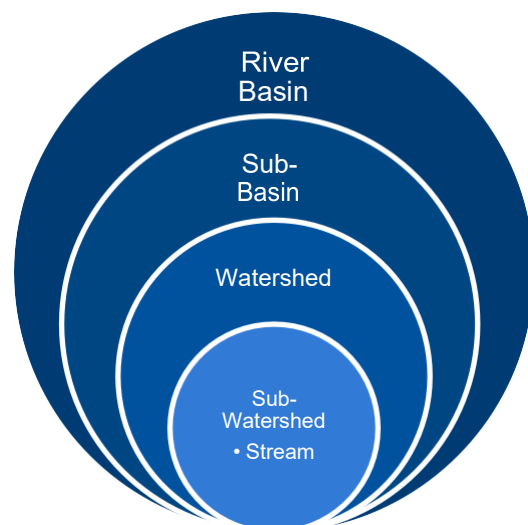 River
Basin
Sub-
Basin
Watershed
Sub-
Watershed
• Stream